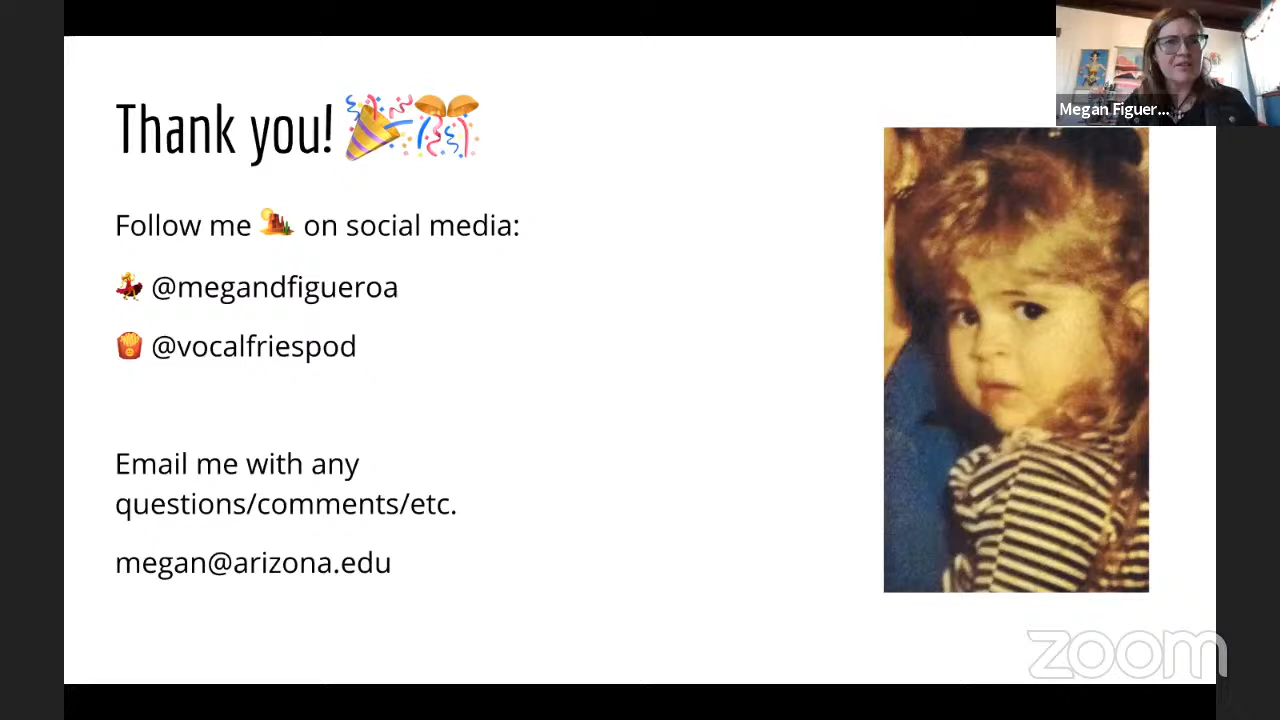 Megan Figuer...
Thank you!
Follow me on social media:
@megandfigueroa
@vocalfriespod
Email me with any
questions/comments/etc.
megan@arizona.edu
zoom